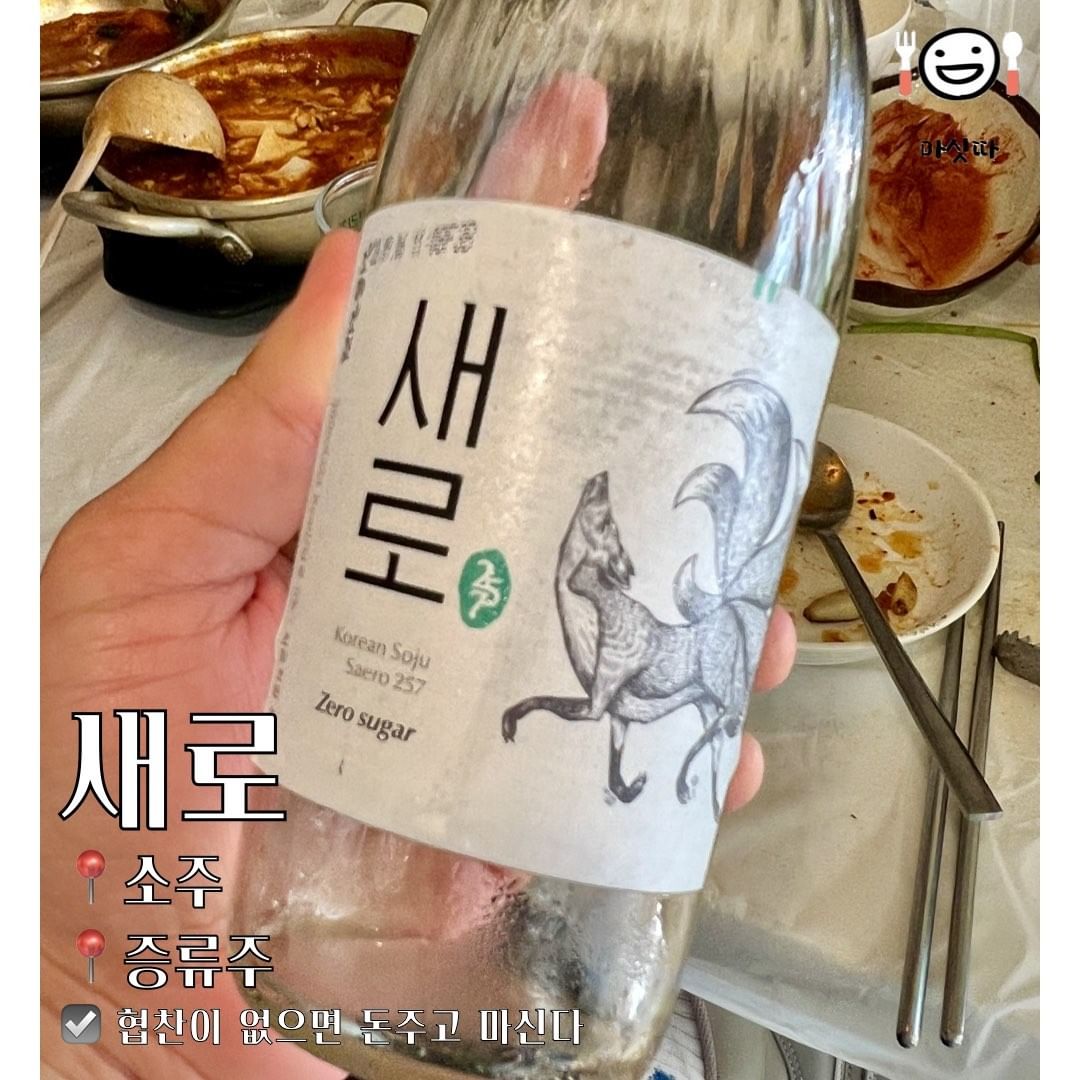 마싯따
새로
Korean Soju
Saero 257
Zero sugar
새로
📍 소주
📍 증류주
☑️ 협찬이 없으면 돈주고 마신다